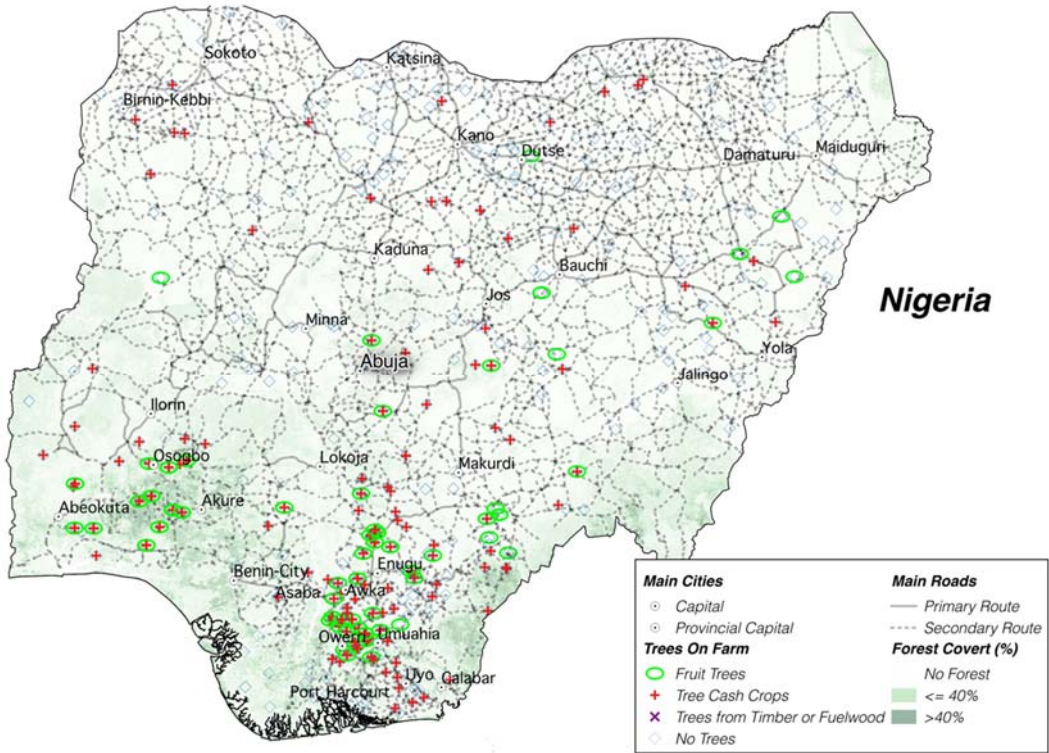 Sokoto
Katsina
Birnin-Kebbi
Kano
Dutse
Damaturu
Maiduguri
Kaduna
Bauchi
Jos
Nigeria
Minna
Abuja
Yola
Jalingo
Ilorin
Osogbo
Lokoja
Makurdi
Abeokuta
Akure
Enugu
Benin-City
Asaba
Awka
Owerri
Umuahia
Uyo
Calabar
Port Harcourt
Main Cities
Capital
Provincial Capital
Trees On Farm
Fruit Trees
Tree Cash Crops
Trees from Timber or Fuelwood
No Trees
Main Roads
Primary Route
Secondary Route
Forest Covert (%)
No Forest
<= 40%
>40%